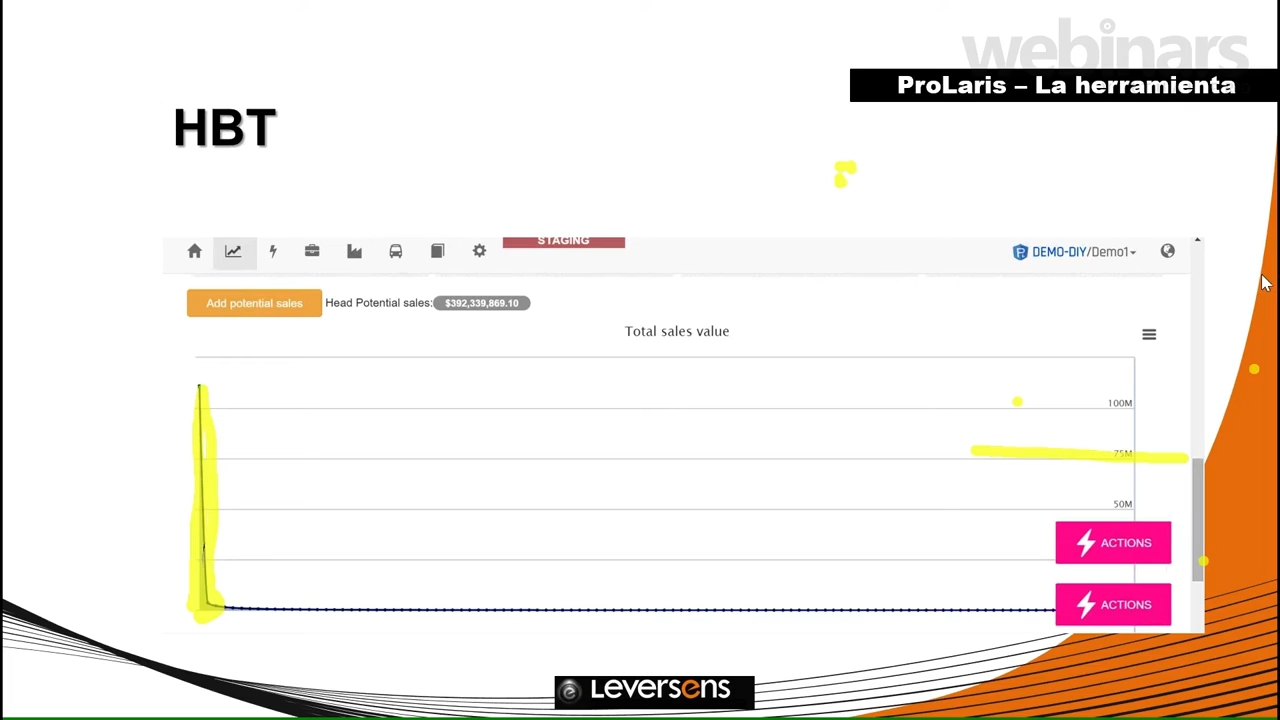 webinars
ProLaris – La herramienta
HBT
STAGING
DEMO-DIY/Demo1
Add potential sales
Head Potential sales: $392,339,869.10
Total sales value
100M
75M
50M
ACTIONS
ACTIONS
LEVERSENS